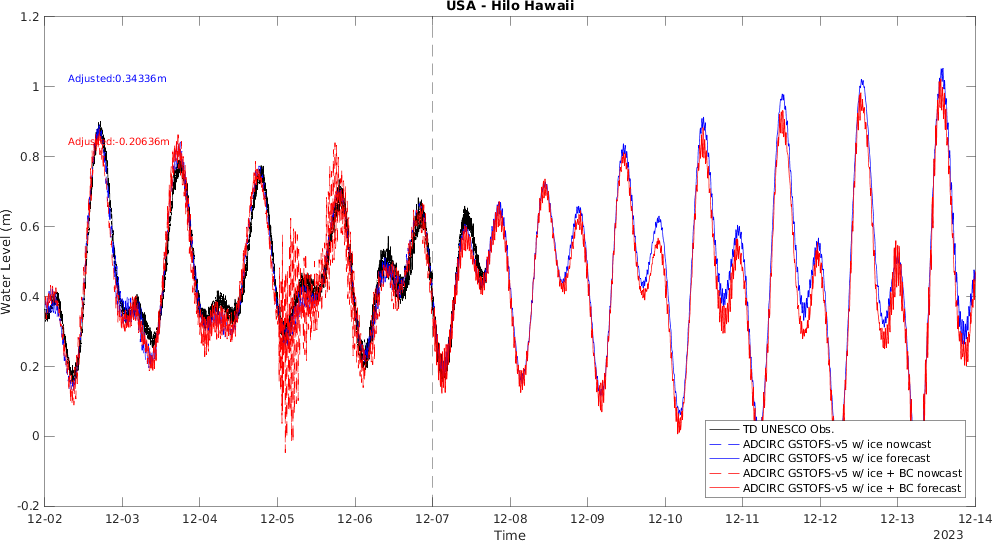 USA - Hilo Hawaii
1.2
1
0.8
0.6
0.4
0.2
0
-0.2
Water Level (m)
Adjusted:0.34336m
Adjusted:-0.20636m
TD UNESCO Obs.
ADCIRC GSTOFS-v5 w/ ice nowcast
ADCIRC GSTOFS-v5 w/ ice forecast
ADCIRC GSTOFS-v5 w/ ice + BC nowcast
ADCIRC GSTOFS-v5 w/ ice + BC forecast
12-02 12-03 12-04 12-05 12-06 12-07 12-08 12-09 12-10 12-11 12-12 12-13 12-14
Time
2023